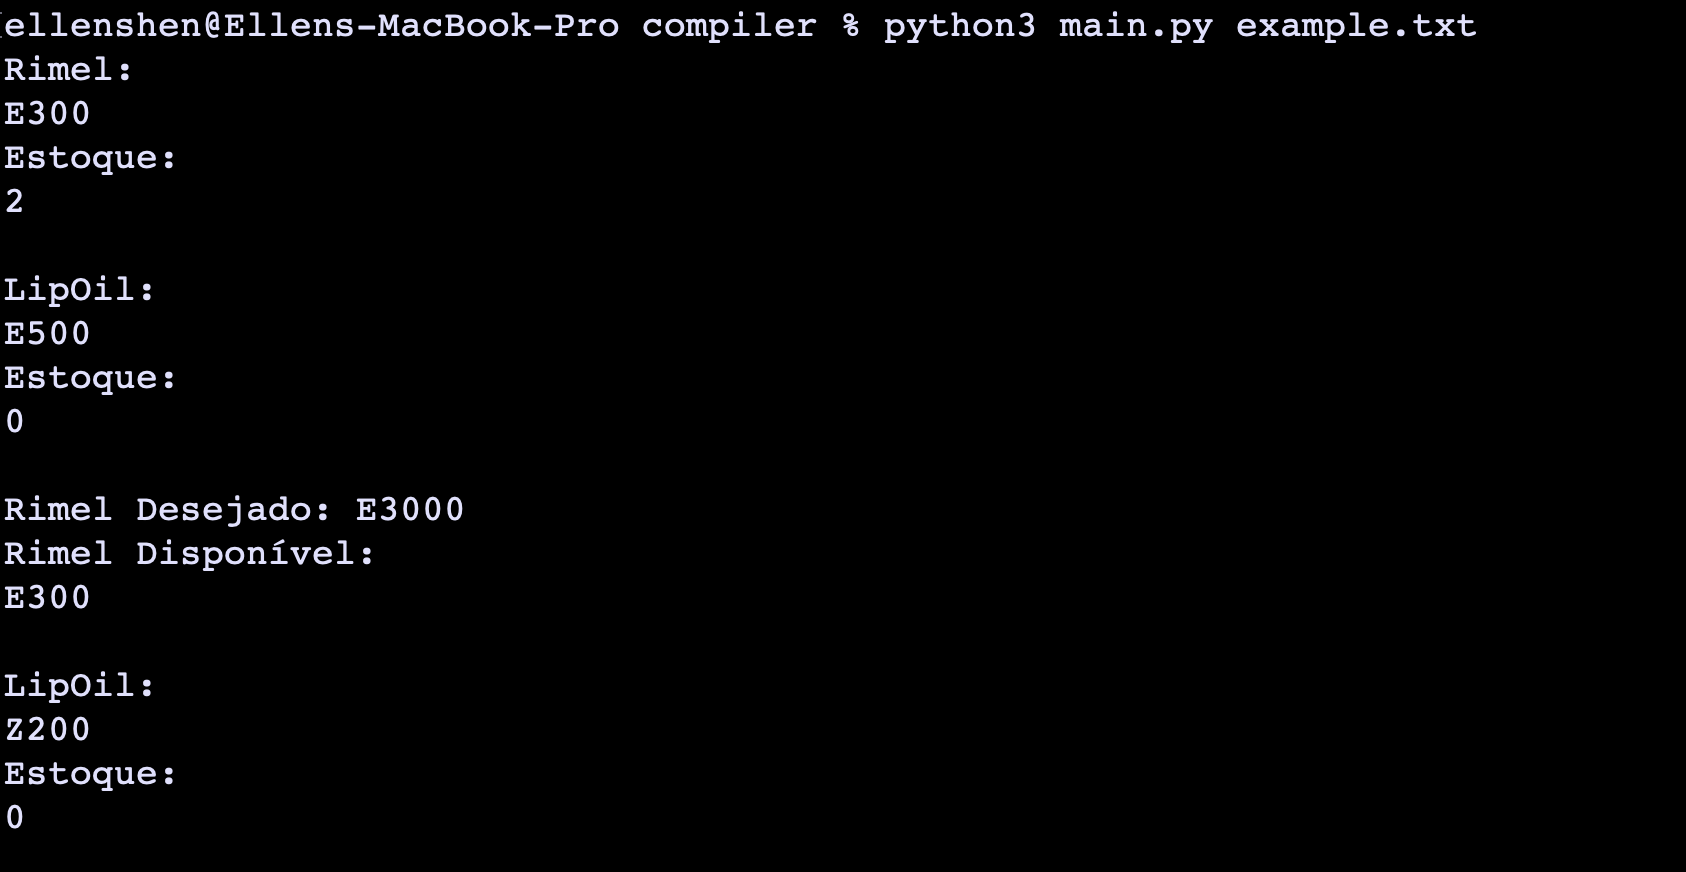 ellenshen@Ellens-MacBook-Pro compiler % python3 main.py example.txt
Rimel:
E300
Estoque:
2
LipOil:
E500
Estoque:
0
Rimel Desejado: E3000
Rimel Disponível:
E300
LipOil:
Z200
Estoque:
0